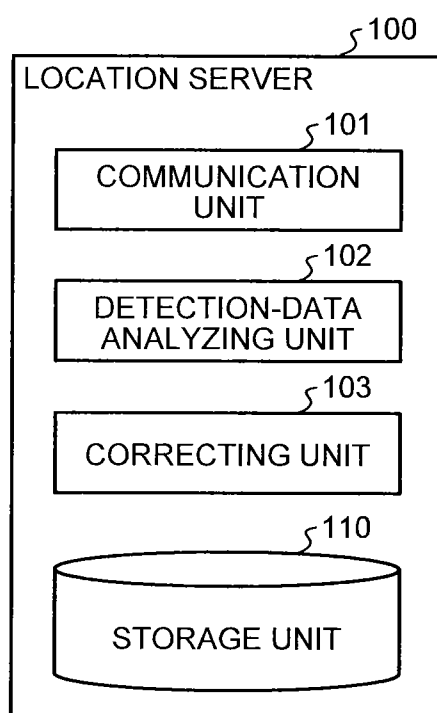 100
LOCATION SERVER
101
COMMUNICATION
UNIT
102
DETECTION-DATA
ANALYZING UNIT
103
CORRECTING UNIT
110
STORAGE UNIT